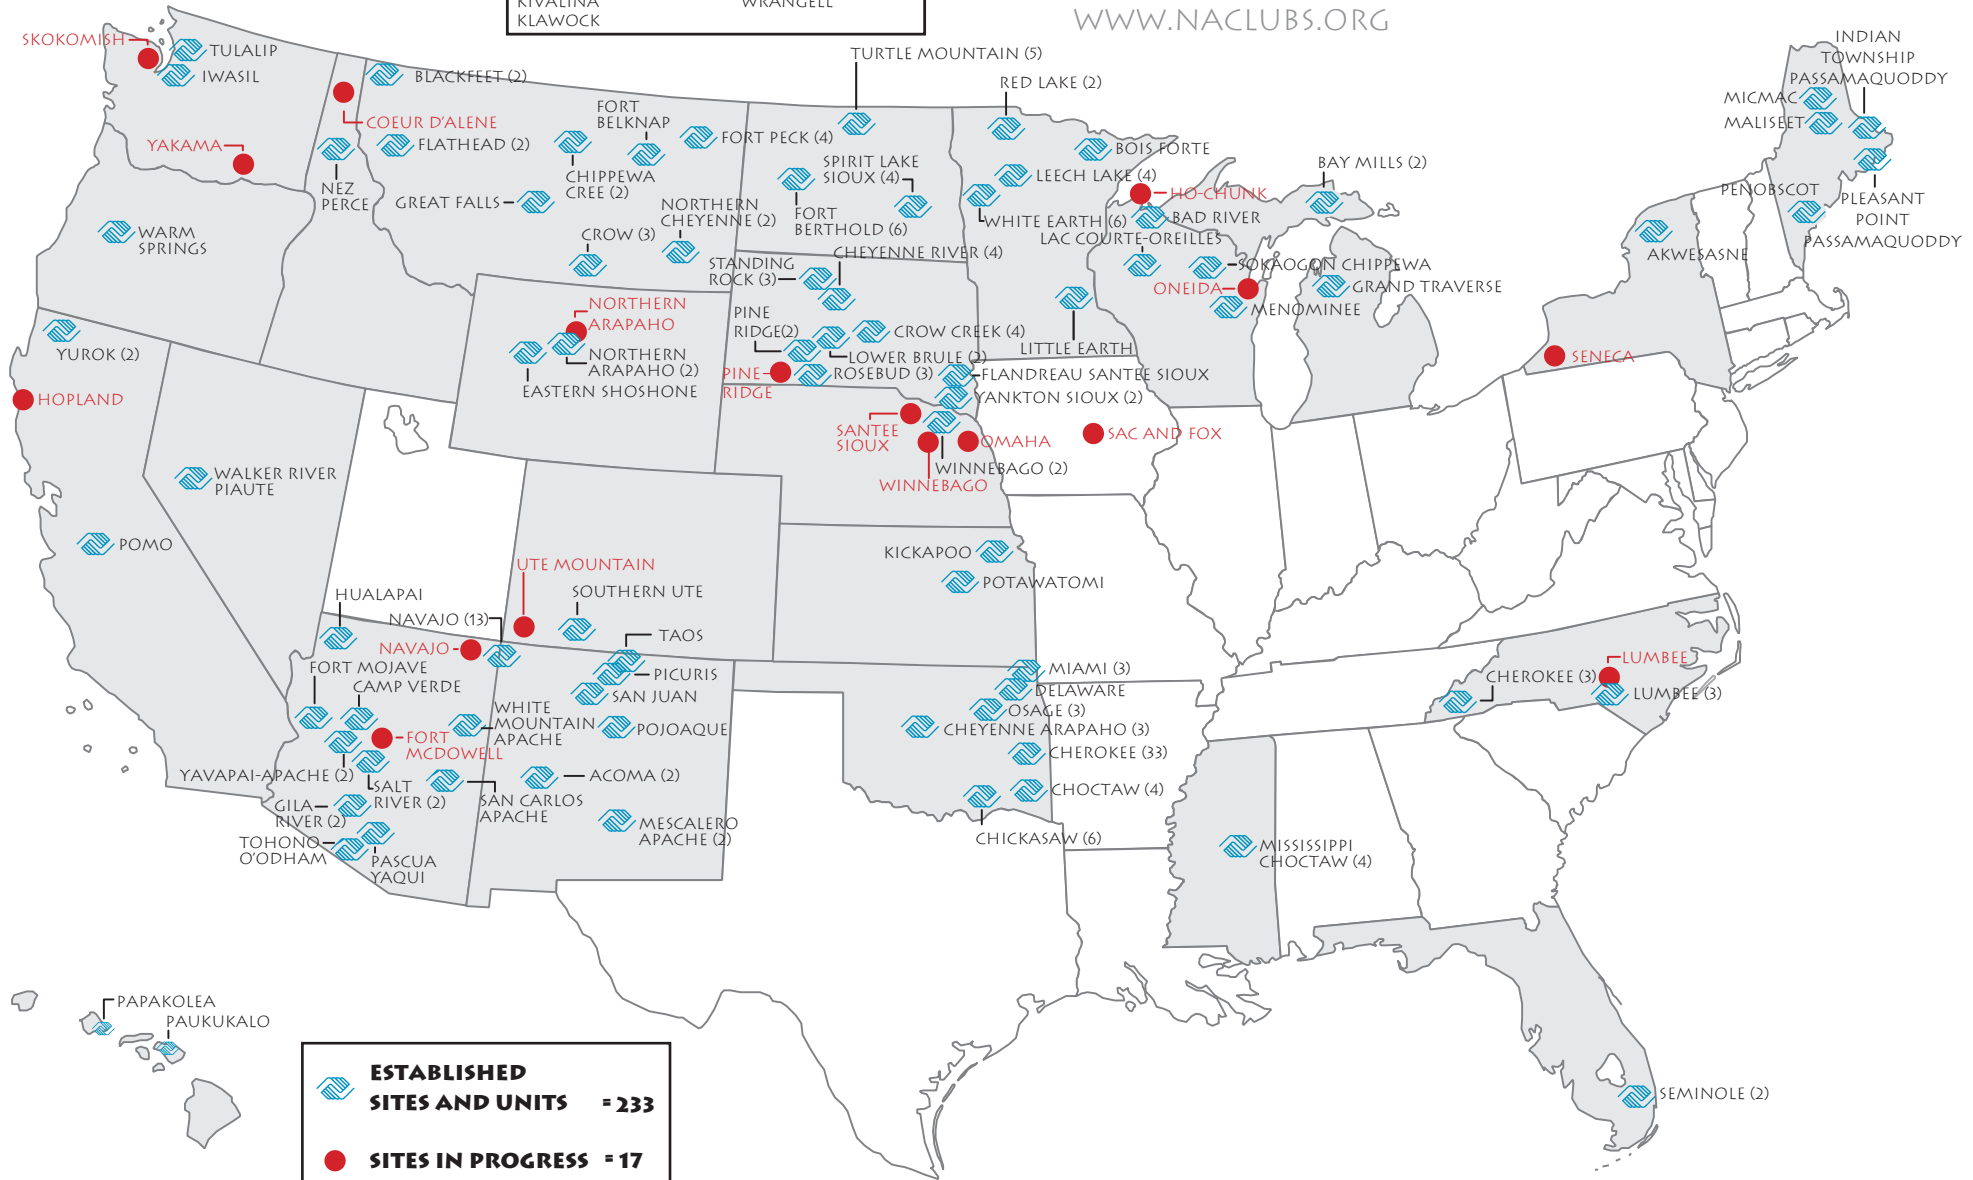 KIVALINA
WRANGELL
KLAWOCK
WWW.NACLUBS.ORG
SKOKOMISH
TULALIP
IWASIL
YAKAMA
COEUR D'ALENE
NEZ
PERCE
WARM
SPRINGS
BLACKFEET (2)
FLATHEAD (2)
FORT
BELKNAP
FORT PECK (4)
CHIPPEWA
CREE (2)
GREAT FALLS
NORTHERN
CHEYENNE (2)
CROW (3)
TURTLE MOUNTAIN (5)
SPIRIT LAKE
SIOUX (4)
FORT
BERTHOLD (6)
RED LAKE (2)
BOIS FORTE
LEECH LAKE (4)
WHITE EARTH (6)
LITTLE EARTH
HO-CHUNK
BAD RIVER
LAC COURTE-OREILLES
SOKAOGON CHIPPEWA
ONEIDA
MENOMINEE
BAY MILLS (2)
GRAND TRAVERSE
INDIAN
TOWNSHIP
PASSAMAQUODDY
MICMAC
MALISEET
PENOBSCOT
PLEASANT
POINT
PASSAMAQUODDY
AKWESASNE
SENECA
CHEYENNE RIVER (4)
STANDING
ROCK (3)
PINE
RIDGE(2)
CROW CREEK (4)
LOWER BRULE (2)
ROSEBUD (3)
PINE
RIDGE
FLANDREAU SANTEE SIOUX
YANKTON SIOUX (2)
NORTHERN
ARAPAHO
NORTHERN
ARAPAHO (2)
EASTERN SHOSHONE
SANTEE
SIOUX
OMAHA
WINNEBAGO (2)
WINNEBAGO
SAC AND FOX
YUROK (2)
HOPLAND
WALKER RIVER
PIAUTE
POMO
KICKAPOO
POTAWATOMI
UTE MOUNTAIN
SOUTHERN UTE
HUALAPAI
NAVAJO (13)
NAVAJO
FORT MOJAVE
CAMP VERDE
WHITE
MOUNTAIN
APACHE
FORT
MCDOWELL
YAVAPAI-APACHE (2)
SALT
RIVER (2)
GILA
RIVER (2)
SAN CARLOS
APACHE
TOHONO
O'ODHAM
PASCUA
YAQUI
TAOS
PICURIS
SAN JUAN
POJOAQUE
ACOMA (2)
MESCALERO
APACHE (2)
MIAMI (3)
DELAWARE
OSAGE (3)
CHEYENNE ARAPAHO (3)
CHEROKEE (33)
CHOCTAW (4)
CHICKASAW (6)
CHEROKEE (3)
LUMBEE
LUMBEE (3)
MISSISSIPPI
CHOCTAW (4)
SEMINOLE (2)
PAPAKOLEA
PAUKUKALO
ESTABLISHED
SITES AND UNITS = 233
SITES IN PROGRESS = 17